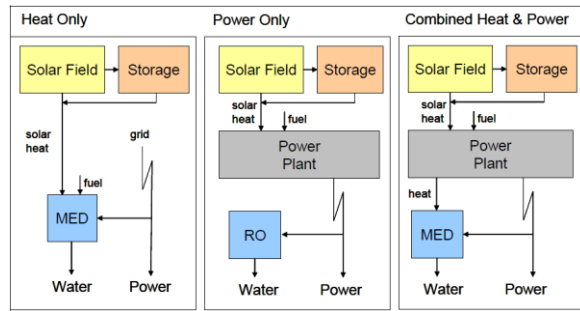 Heat Only
Solar Field
Storage
solar
heat
grid
fuel
MED
Water
Power
Power Only
Solar Field
Storage
solar
heat
fuel
Power
Plant
RO
Water
Power
Combined Heat & Power
Solar Field
Storage
solar
heat
fuel
Power
Plant
heat
MED
Water
Power